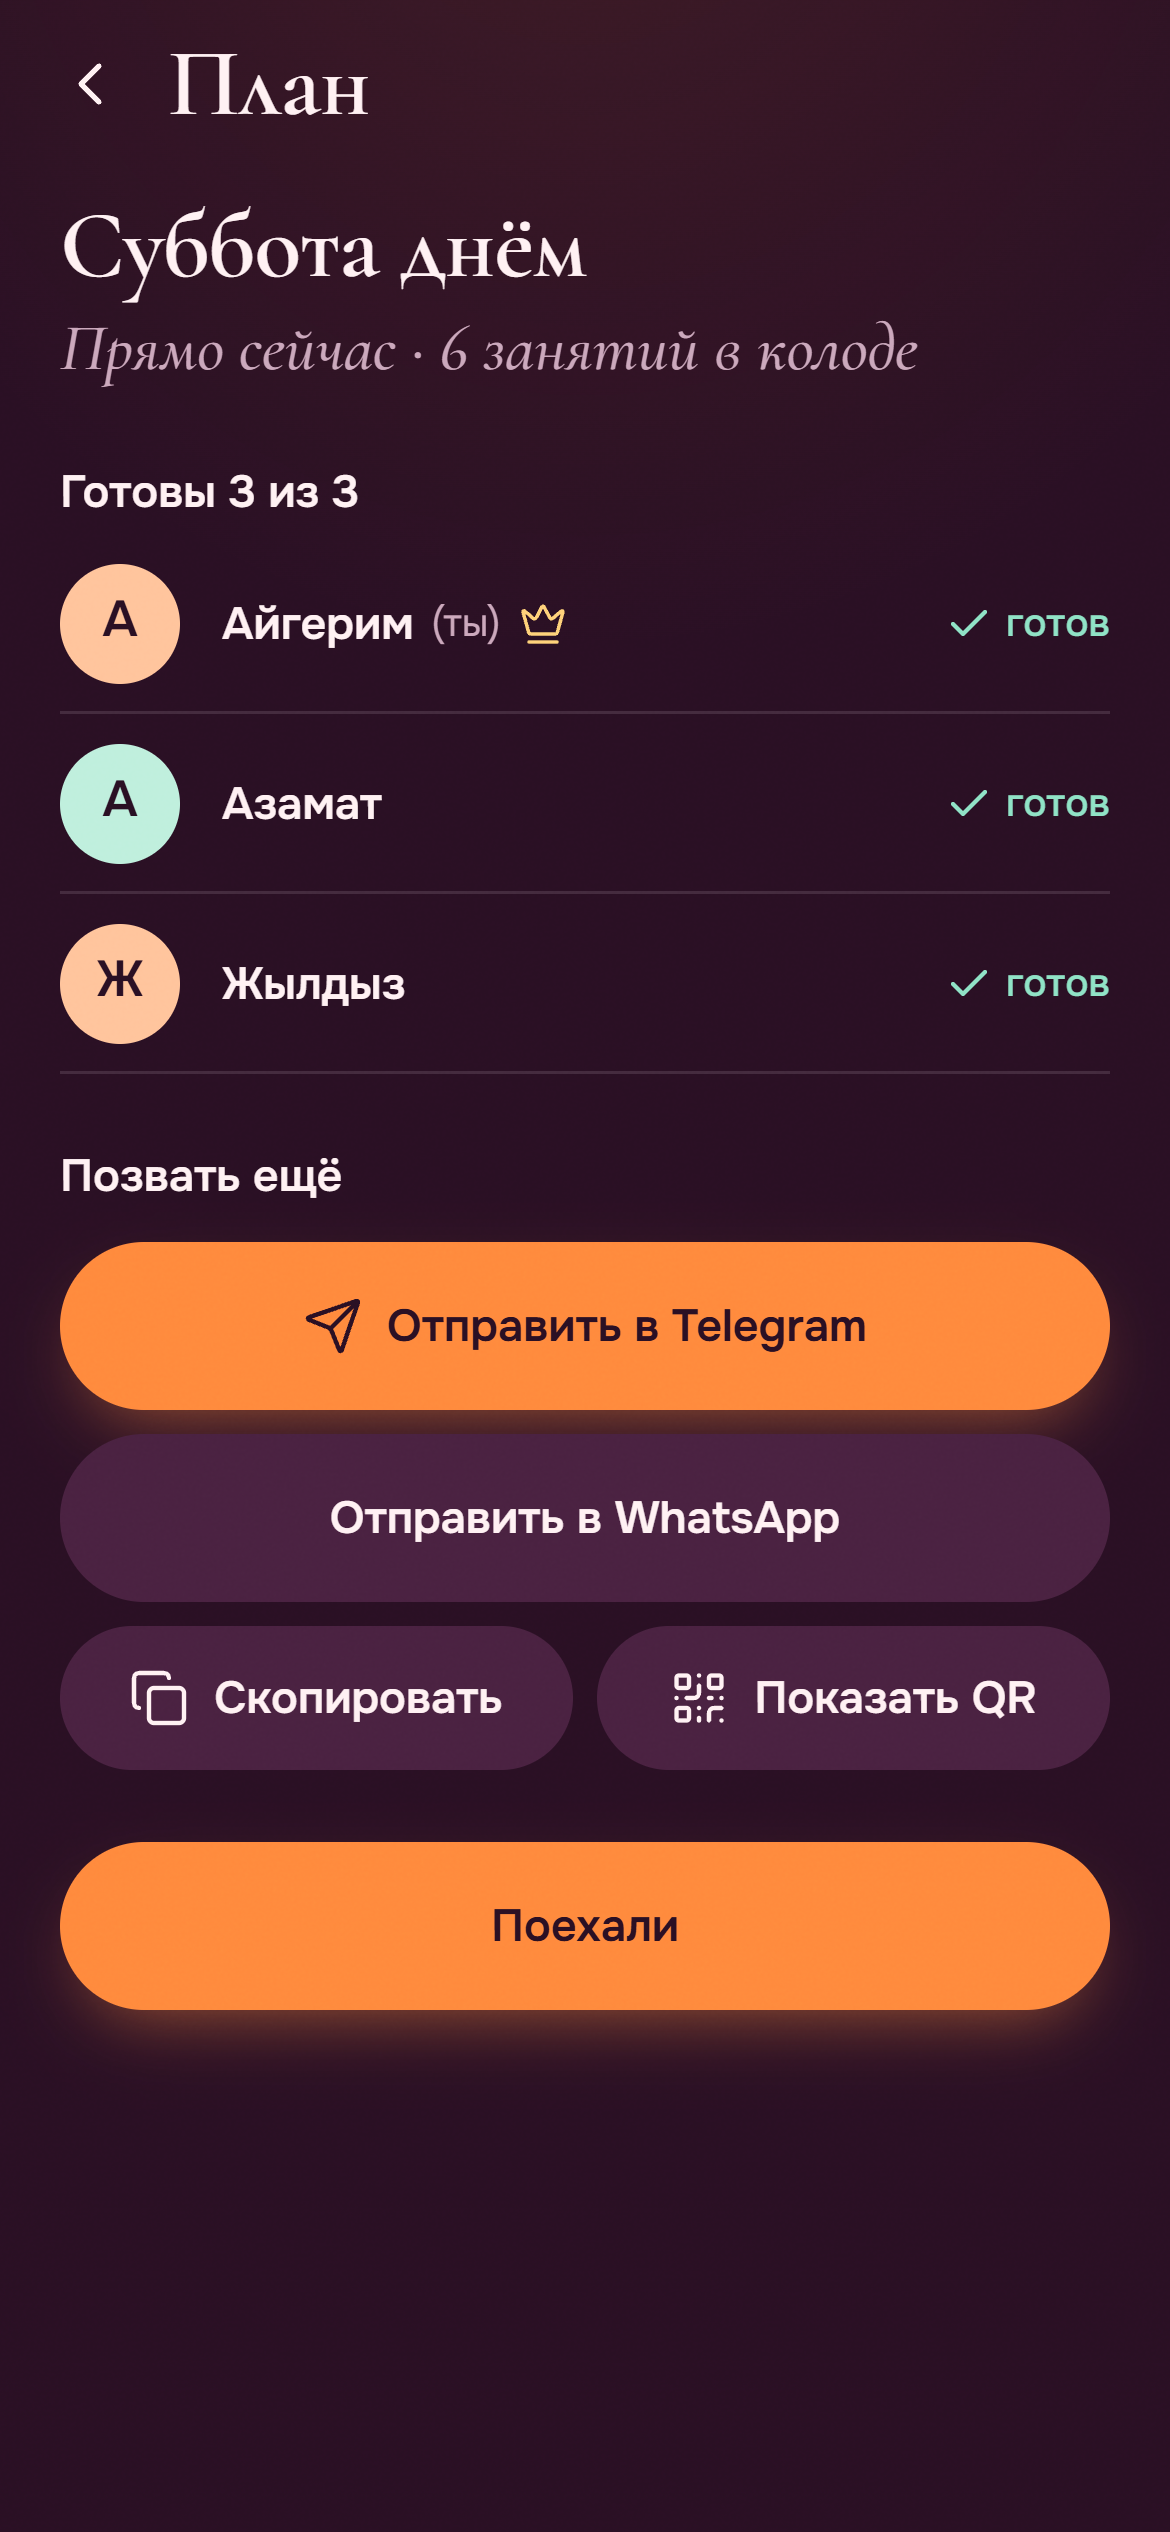 План
Суббота днём
Прямо сейчас · 6 занятий в колоде
Готовы 3 из 3
А Айгерим (ты) готов
А Азамат готов
Ж Жылдыз готов
Позвать ещё
Отправить в Telegram
Отправить в WhatsApp
Скопировать Показать QR
Поехали